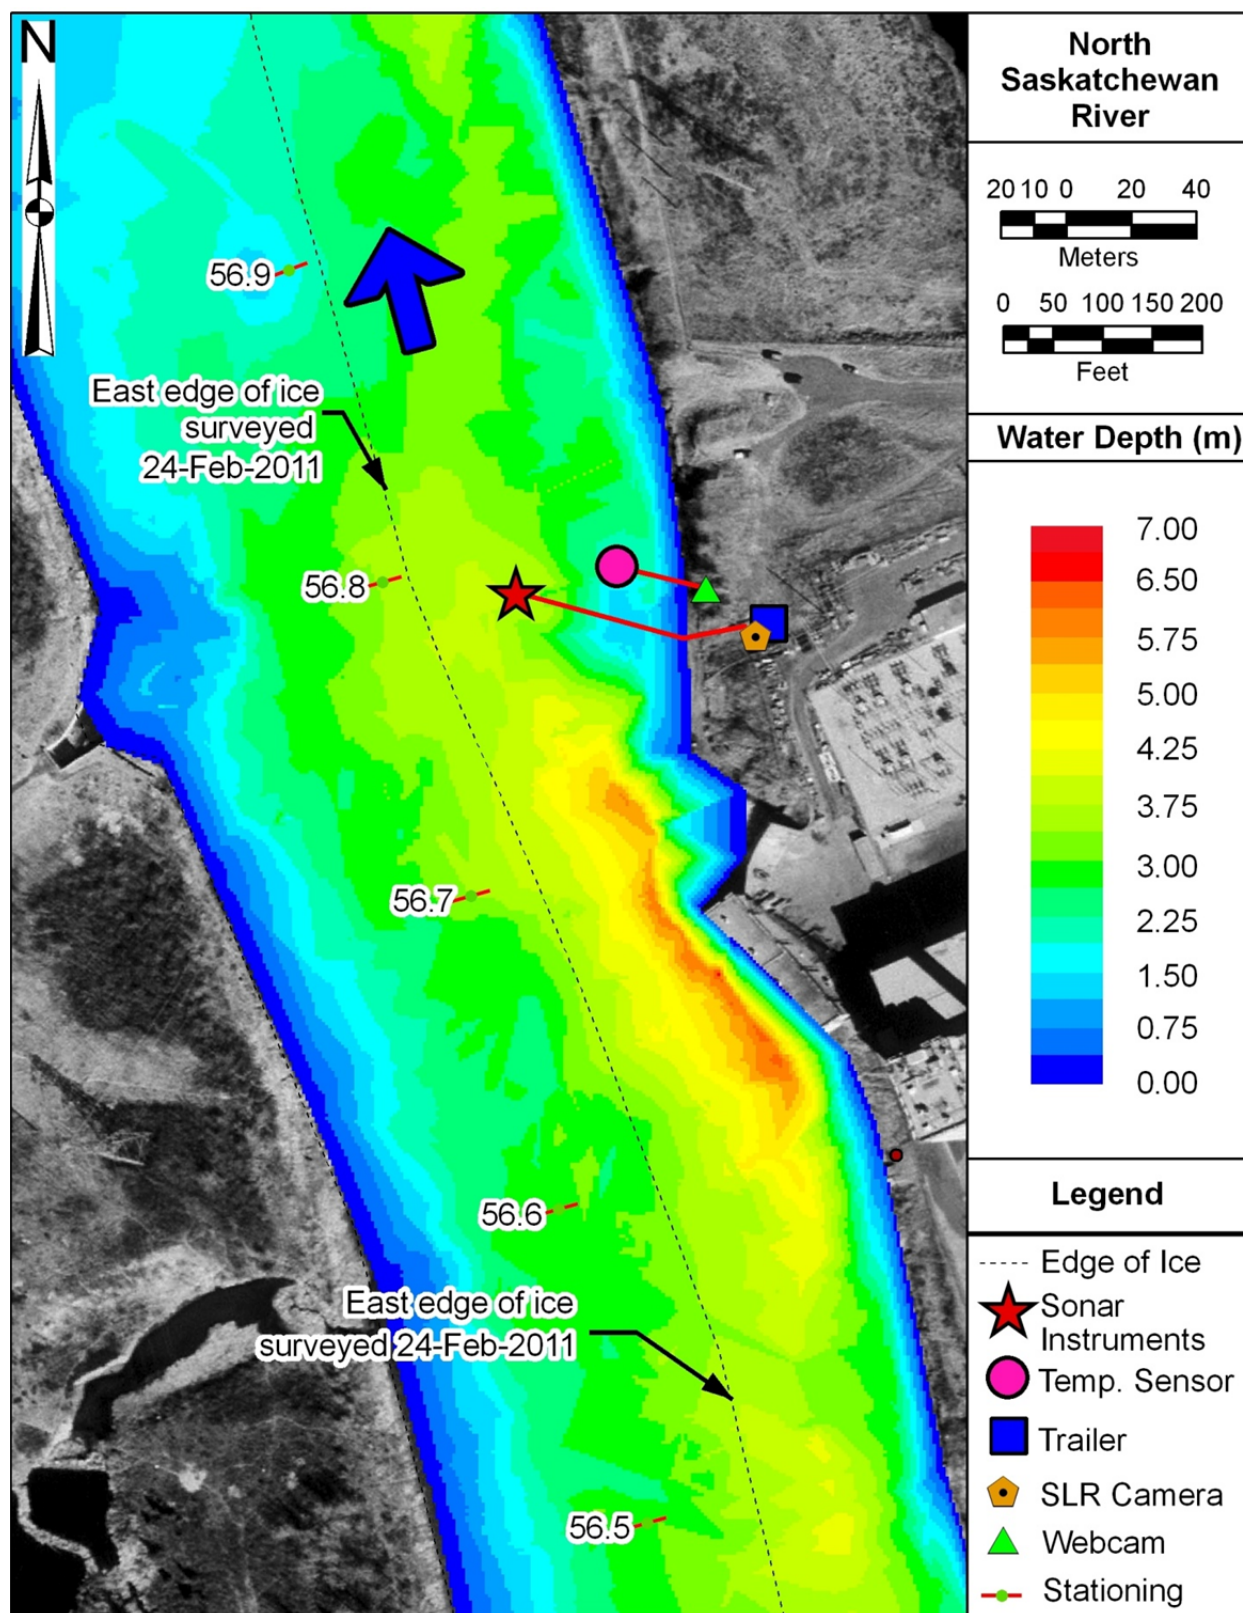 N
56.9
East edge of ice
surveyed
24-Feb-2011
56.8
56.7
56.6
East edge of ice
surveyed 24-Feb-2011
56.5
North
Saskatchewan
River
20 10 0 20 40
Meters
0 50 100 150 200
Feet
Water Depth (m)
7.00
6.50
5.75
5.00
4.25
3.75
3.00
2.25
1.50
0.75
0.00
Legend
Edge of Ice
Sonar
Instruments
Temp. Sensor
Trailer
SLR Camera
Webcam
Stationing